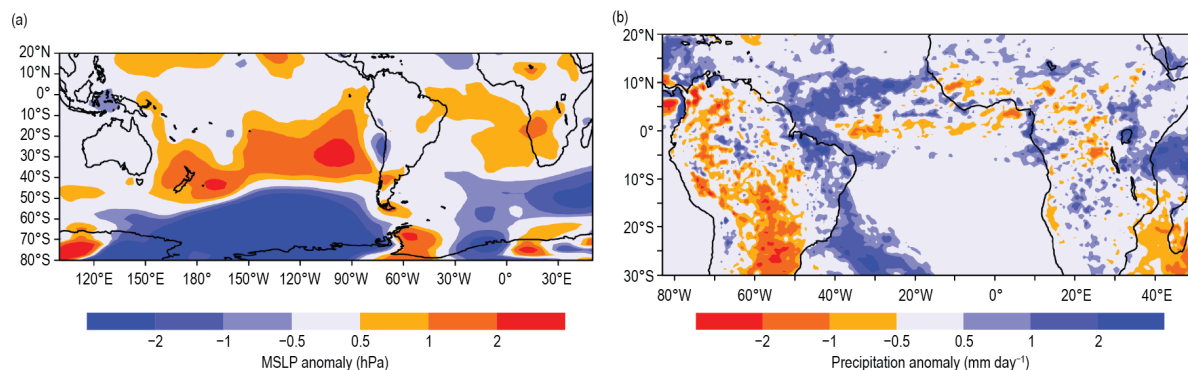 (a)
20°N
10°N
0°
10°S
20°S
30°S
40°S
50°S
60°S
70°S
80°S
120°E 150°E 180° 150°W 120°W 90°W 60°W 30°W 0° 30°E
−2 −1 −0.5 0.5 1 2
MSLP anomaly (hPa)
(b)
20°N
10°N
0°
10°S
20°S
30°S
80°W 60°W 40°W 20°W 0° 20°E 40°E
−2 −1 −0.5 0.5 1 2
Precipitation anomaly (mm day⁻¹)